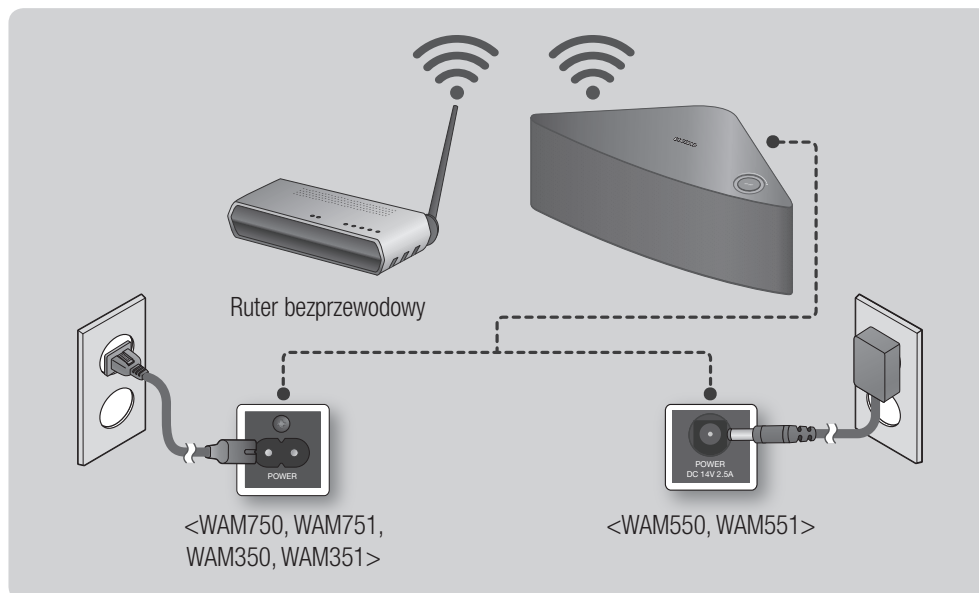 Ruter bezprzewodowy
POWER
POWER
DC 14V 2.5A
<WAM750, WAM751,
WAM350, WAM351>
<WAM550, WAM551>